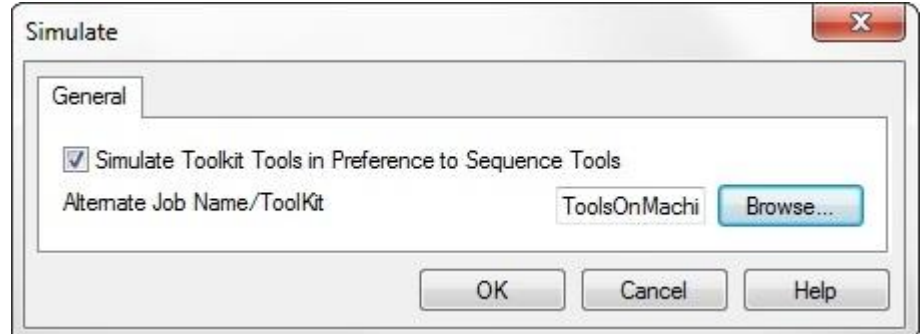 Simulate
General
Simulate Toolkit Tools in Preference to Sequence Tools
Alternate Job Name/ToolKit ToolsOnMachi Browse...
OK Cancel Help